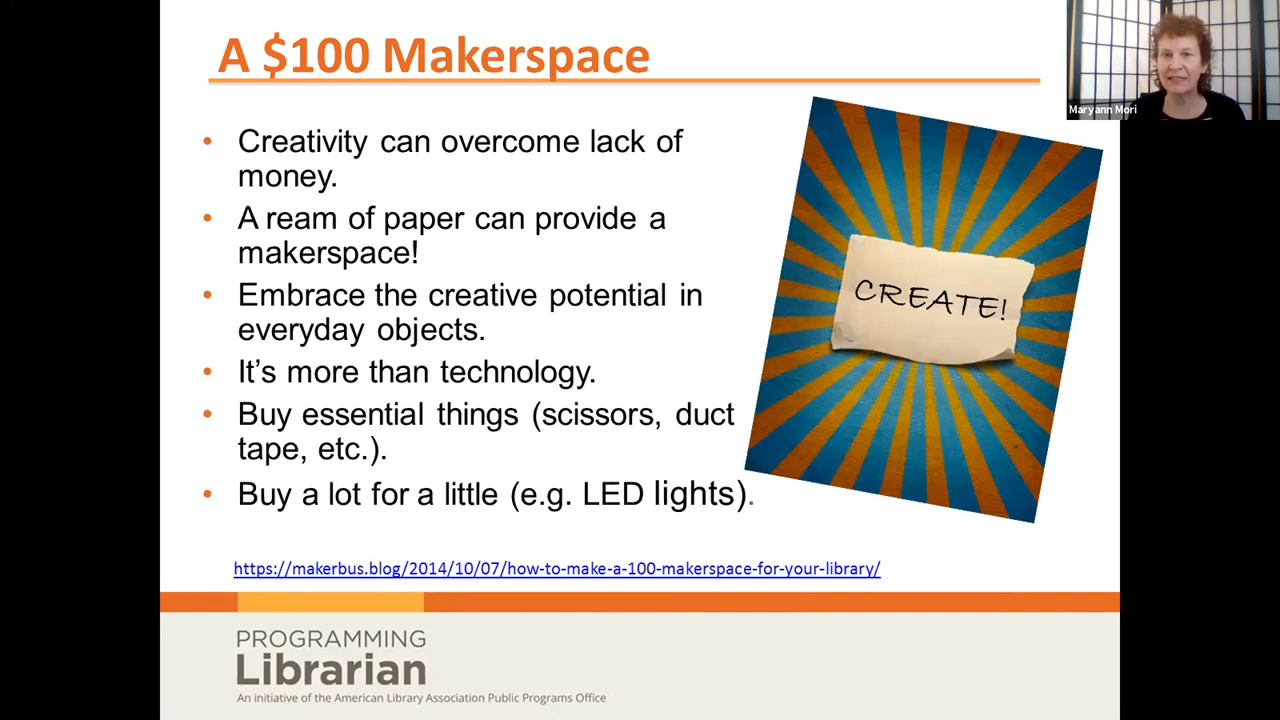 A $100 Makerspace
Maryann Mori
• Creativity can overcome lack of
money.
• A ream of paper can provide a
makerspace!
• Embrace the creative potential in
everyday objects.
• It’s more than technology.
• Buy essential things (scissors, duct
tape, etc.).
• Buy a lot for a little (e.g. LED lights).
CREATE!
https://makerbus.blog/2014/10/07/how-to-make-a-100-makerspace-for-your-library/
PROGRAMMING
Librarian
An initiative of the American Library Association Public Programs Office